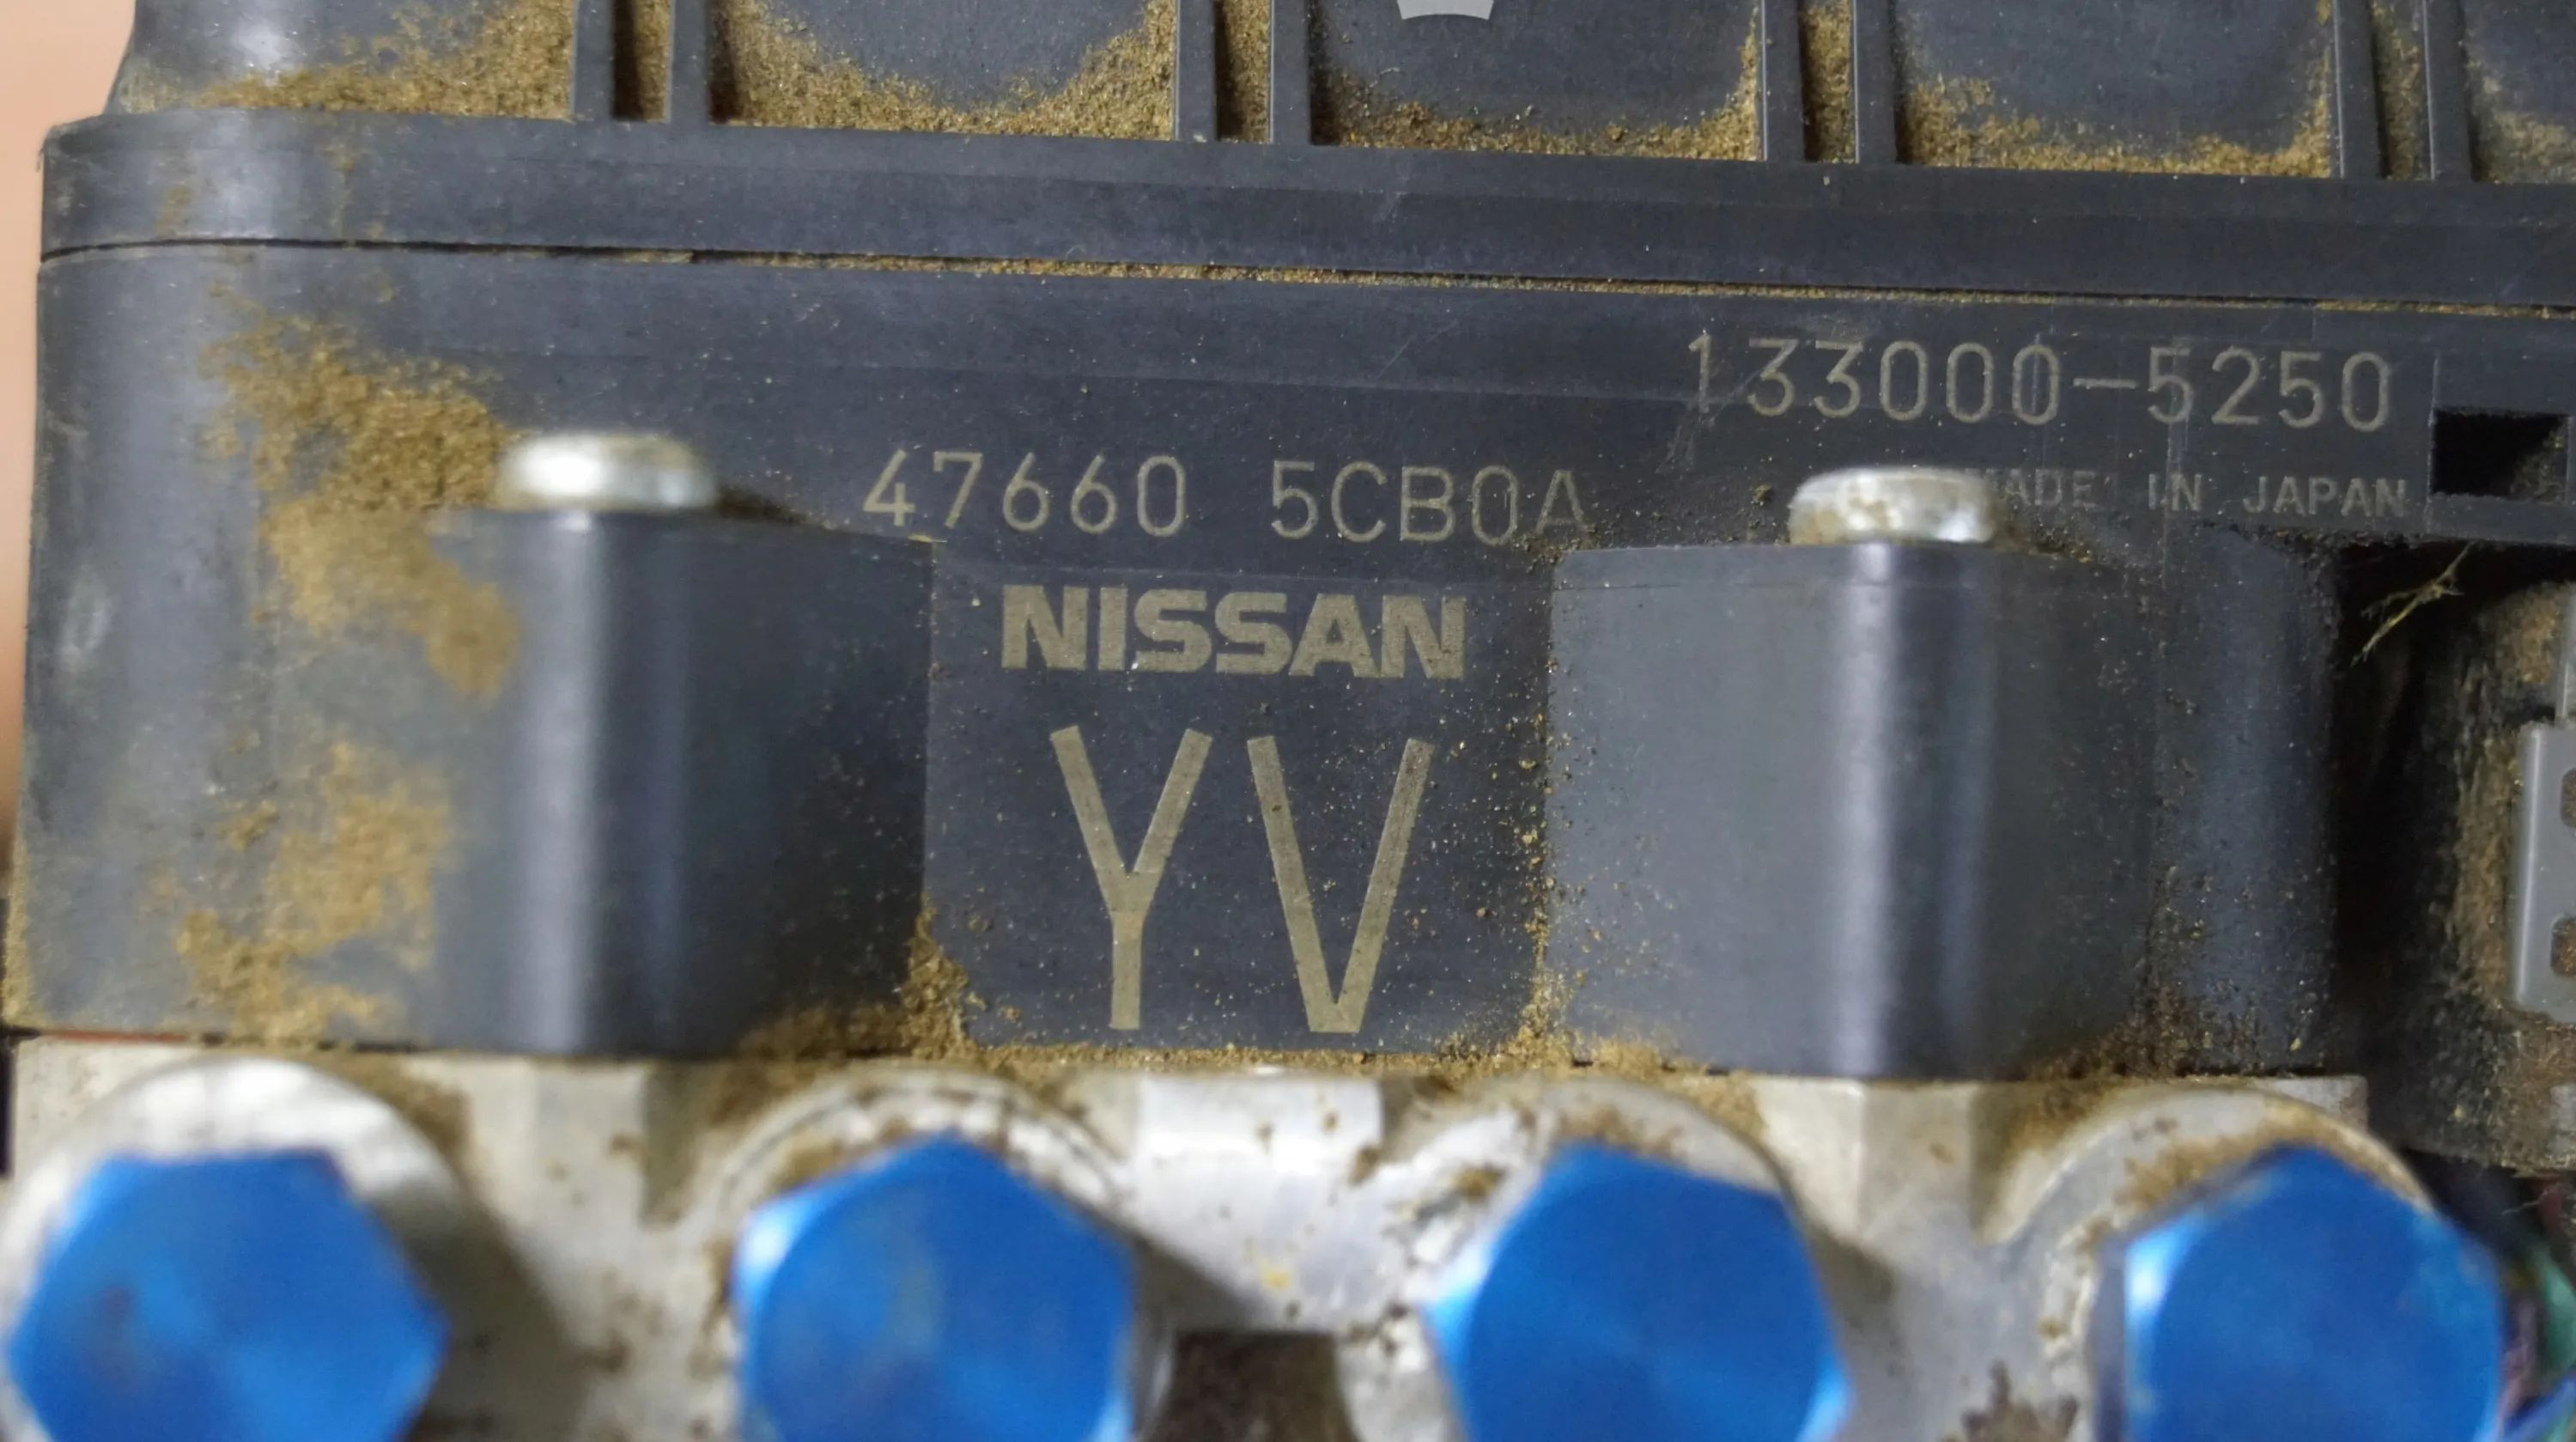 133000-5250
47660 5CB0A
MADE IN JAPAN
NISSAN
YV